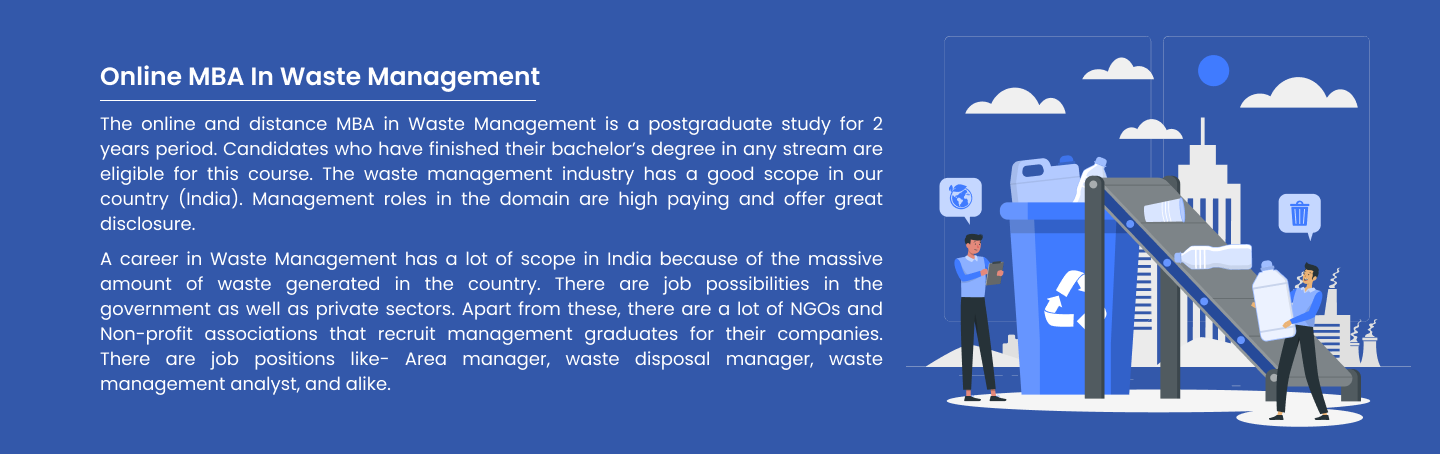 Online MBA In Waste Management
The online and distance MBA in Waste Management is a postgraduate study for 2
years period. Candidates who have finished their bachelor's degree in any stream are
eligible for this course. The waste management industry has a good scope in our
country (India). Management roles in the domain are high paying and offer great
disclosure.
A career in Waste Management has a lot of scope in India because of the massive
amount of waste generated in the country. There are job possibilities in the
government as well as private sectors. Apart from these, there are a lot of NGOs and
Non-profit associations that recruit management graduates for their companies.
There are job positions like- Area manager, waste disposal manager, waste
management analyst, and alike.